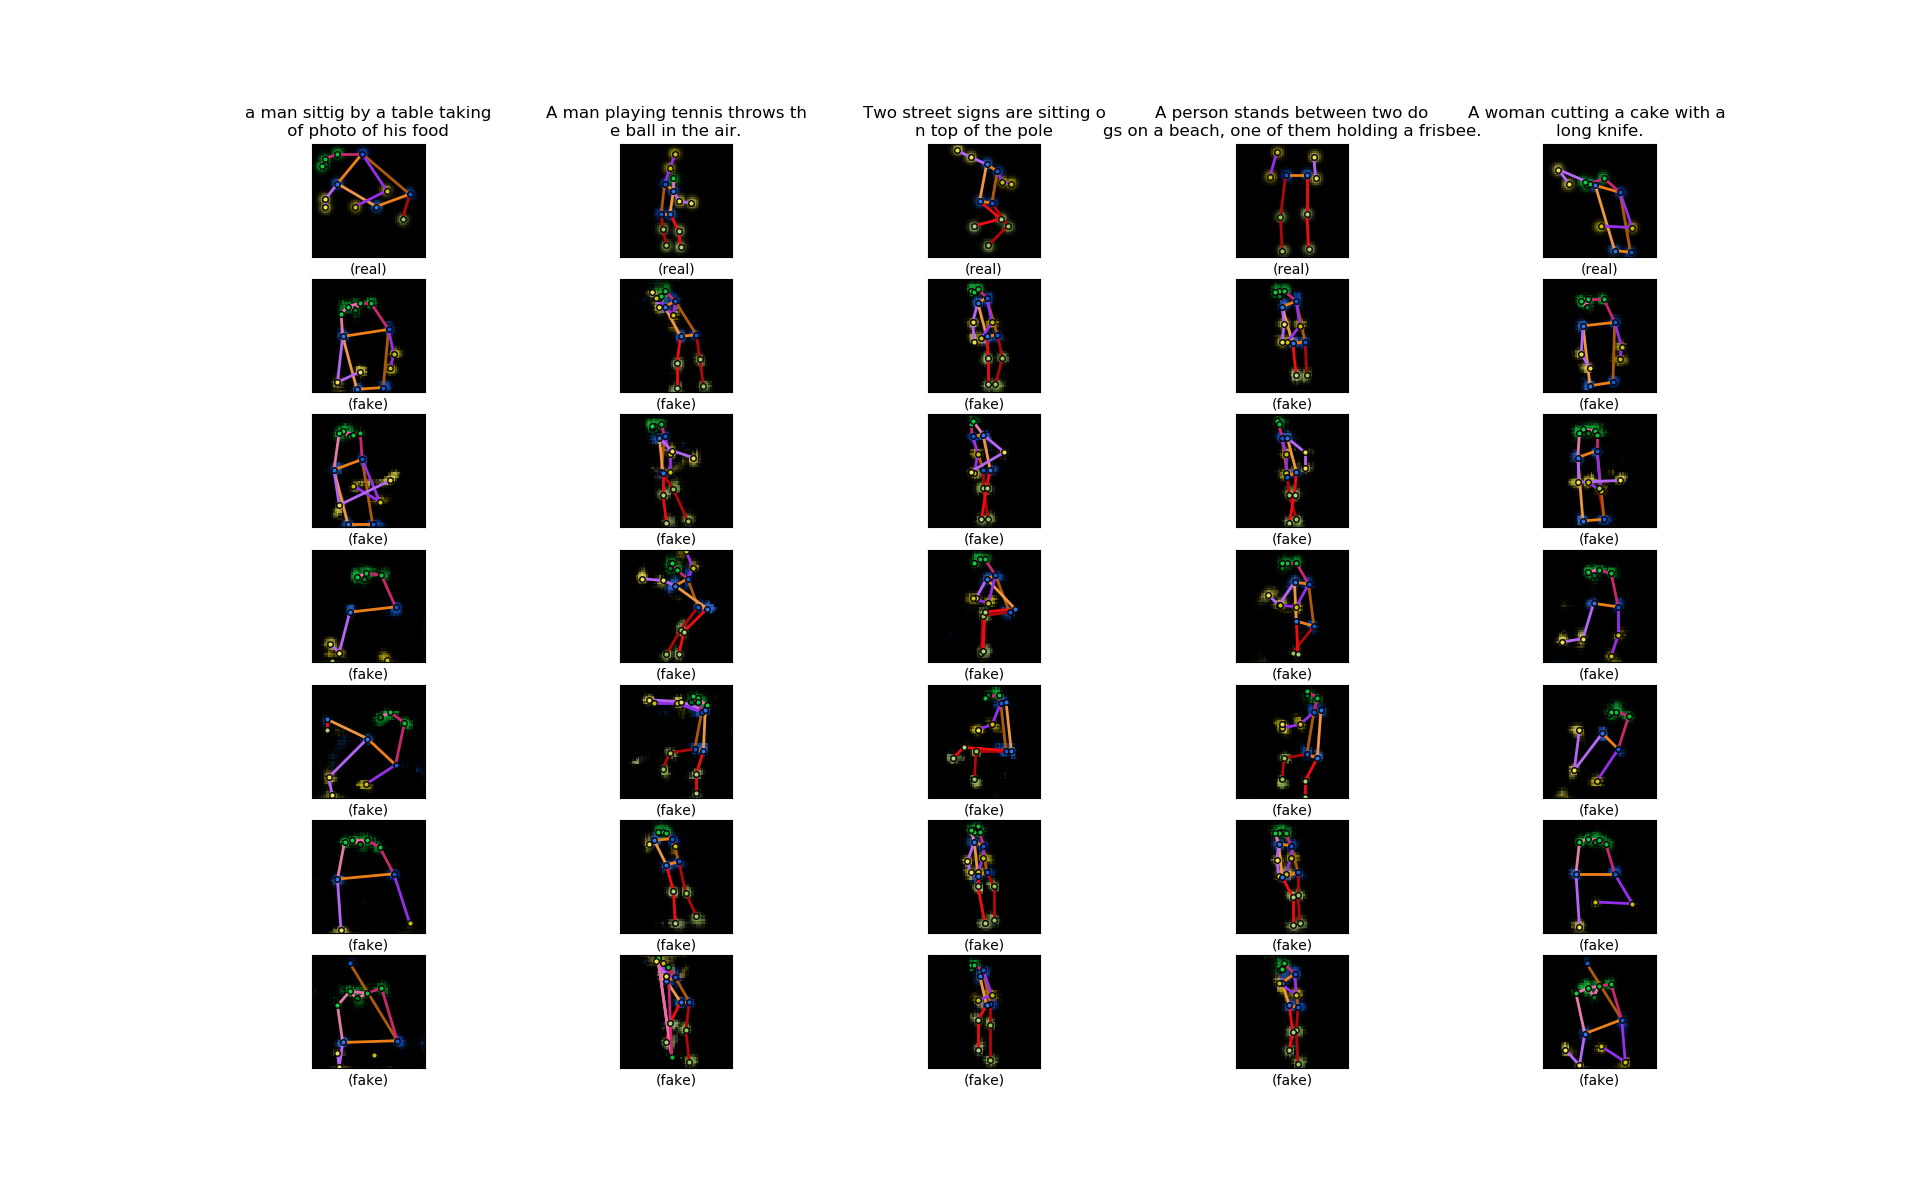 a man sittig by a table taking
of photo of his food
A man playing tennis throws th
e ball in the air.
Two street signs are sitting o
n top of the pole
A person stands between two do
gs on a beach, one of them holding a frisbee.
A woman cutting a cake with a
long knife.
(real) (real) (real) (real) (real)
(fake) (fake) (fake) (fake) (fake)
(fake) (fake) (fake) (fake) (fake)
(fake) (fake) (fake) (fake) (fake)
(fake) (fake) (fake) (fake) (fake)
(fake) (fake) (fake) (fake) (fake)
(fake) (fake) (fake) (fake) (fake)